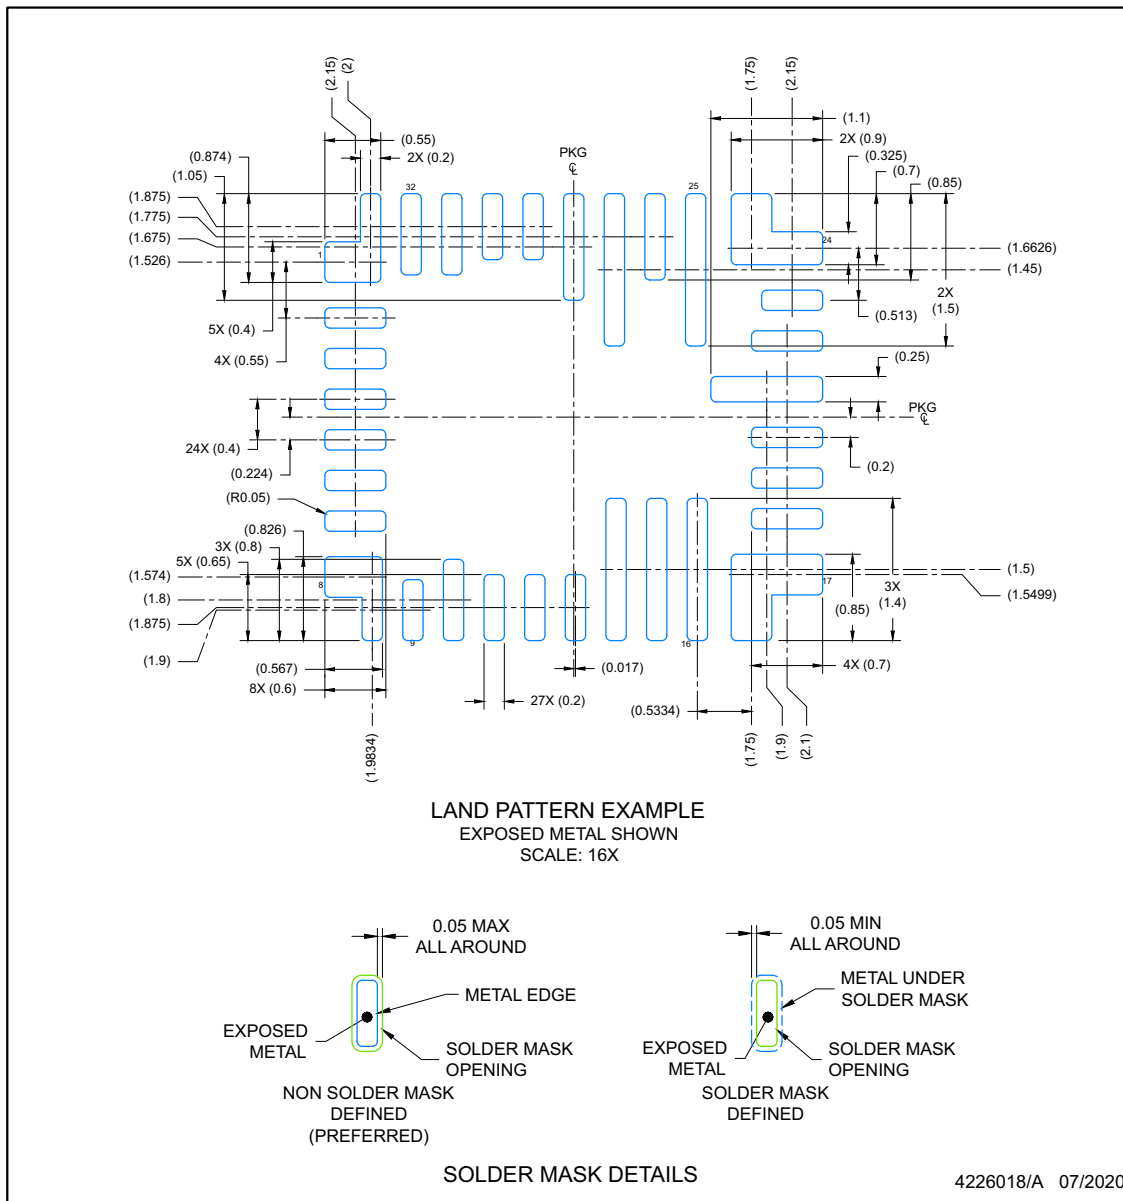 (2.15)
(2)
(1.75)
(2.15)
(1.1)
(0.55)
2X (0.9)
PKG
℄
(0.874)
2X (0.2)
(0.325)
(1.05)
(0.7)
(0.85)
32
25
(1.875)
(1.775)
(1.675)
24
(1.6626)
1
(1.526)
(1.45)
2X
(1.5)
(0.513)
5X (0.4)
4X (0.55)
(0.25)
PKG
℄
24X (0.4)
(0.2)
(0.224)
(R0.05)
(0.826)
3X (0.8)
5X (0.65)
(1.574)
(1.5)
8
17
(1.8)
3X
(1.4)
(1.5499)
(0.85)
(1.875)
9
16
(1.9)
(0.567)
(0.017)
4X (0.7)
8X (0.6)
27X (0.2)
(0.5334)
(1.9834)
(1.75)
(1.9)
(2.1)
LAND PATTERN EXAMPLE
EXPOSED METAL SHOWN
SCALE: 16X
0.05 MAX
ALL AROUND
METAL EDGE
EXPOSED
METAL
SOLDER MASK
OPENING
NON SOLDER MASK
DEFINED
(PREFERRED)
0.05 MIN
ALL AROUND
METAL UNDER
SOLDER MASK
EXPOSED
METAL
SOLDER MASK
OPENING
SOLDER MASK
DEFINED
SOLDER MASK DETAILS
4226018/A 07/2020